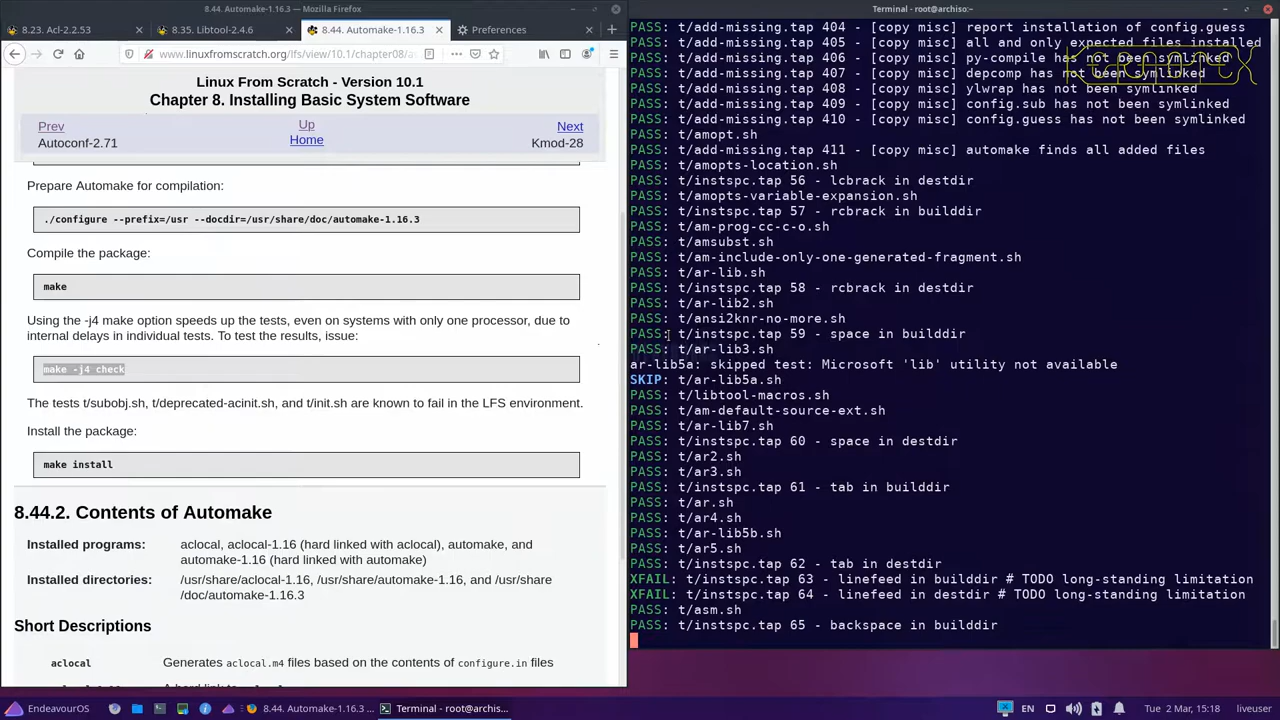 8.44. Automake-1.16.3 — Mozilla Firefox
8.23. Acl-2.2.53
8.35. Libtool-2.4.6
8.44. Automake-1.16.3
Preferences
www.linuxfromscratch.org/lfs/view/10.1/chapter08/a
Linux From Scratch - Version 10.1
Chapter 8. Installing Basic System Software
Prev
Up
Next
Autoconf-2.71
Home
Kmod-28
Prepare Automake for compilation:
./configure --prefix=/usr --docdir=/usr/share/doc/automake-1.16.3
Compile the package:
make
Using the -j4 make option speeds up the tests, even on systems with only one processor, due to
internal delays in individual tests. To test the results, issue:
make -j4 check
The tests t/subobj.sh, t/deprecated-acinit.sh, and t/init.sh are known to fail in the LFS environment.
Install the package:
make install
8.44.2. Contents of Automake
Installed programs: aclocal, aclocal-1.16 (hard linked with aclocal), automake, and
automake-1.16 (hard linked with automake)
Installed directories: /usr/share/aclocal-1.16, /usr/share/automake-1.16, and /usr/share
/doc/automake-1.16.3
Short Descriptions
aclocal Generates aclocal.m4 files based on the contents of configure.in files
Terminal - root@archiso:~
PASS: t/add-missing.tap 404 - [copy misc] report installation of config.guess
PASS: t/add-missing.tap 405 - [copy misc] all and only expected files installed
PASS: t/add-missing.tap 406 - [copy misc] py-compile has not been symlinked
PASS: t/add-missing.tap 407 - [copy misc] depcomp has not been symlinked
PASS: t/add-missing.tap 408 - [copy misc] ylwrap has not been symlinked
PASS: t/add-missing.tap 409 - [copy misc] config.sub has not been symlinked
PASS: t/add-missing.tap 410 - [copy misc] config.guess has not been symlinked
PASS: t/amopt.sh
PASS: t/add-missing.tap 411 - [copy misc] automake finds all added files
PASS: t/amopts-location.sh
PASS: t/instspc.tap 56 - lcbrack in destdir
PASS: t/amopts-variable-expansion.sh
PASS: t/instspc.tap 57 - rcbrack in builddir
PASS: t/am-prog-cc-c-o.sh
PASS: t/amsubst.sh
PASS: t/am-include-only-one-generated-fragment.sh
PASS: t/ar-lib.sh
PASS: t/instspc.tap 58 - rcbrack in destdir
PASS: t/ar-lib2.sh
PASS: t/ansi2knr-no-more.sh
PASS: t/instspc.tap 59 - space in builddir
PASS: t/ar-lib3.sh
ar-lib5a: skipped test: Microsoft 'lib' utility not available
SKIP: t/ar-lib5a.sh
PASS: t/libtool-macros.sh
PASS: t/am-default-source-ext.sh
PASS: t/ar-lib7.sh
PASS: t/instspc.tap 60 - space in destdir
PASS: t/ar2.sh
PASS: t/ar3.sh
PASS: t/instspc.tap 61 - tab in builddir
PASS: t/ar.sh
PASS: t/ar4.sh
PASS: t/ar-lib5b.sh
PASS: t/ar5.sh
PASS: t/instspc.tap 62 - tab in destdir
XFAIL: t/instspc.tap 63 - linefeed in builddir # TODO long-standing limitation
XFAIL: t/instspc.tap 64 - linefeed in destdir # TODO long-standing limitation
PASS: t/asm.sh
PASS: t/instspc.tap 65 - backspace in builddir
EndeavourOS
8.44. Automake-1.16.3 ...
Terminal - root@archis...
EN
Tue 2 Mar, 15:18
liveuser